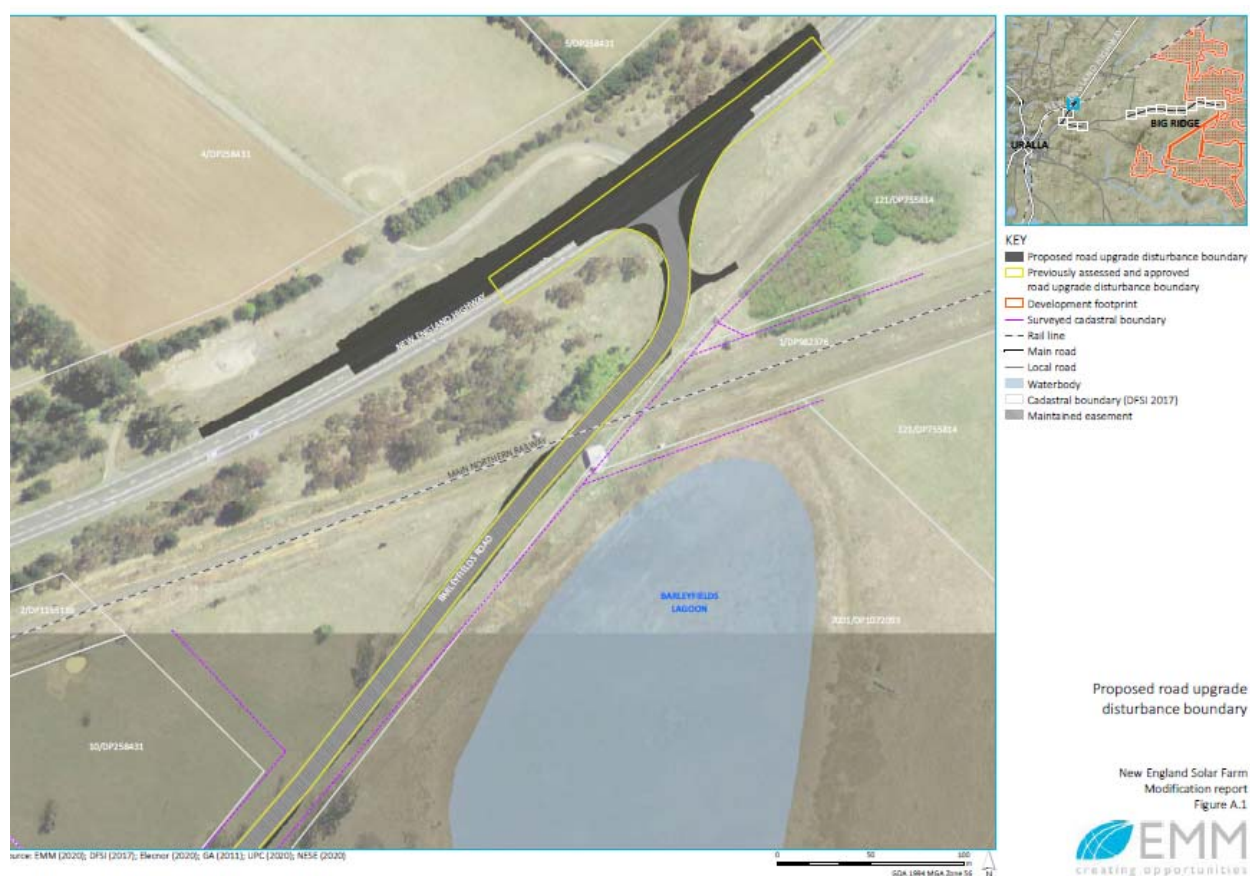 5/DP258431
4/DP258431
121/DP755814
NEW ENGLAND HIGHWAY
1/DP982376
121/DP755814
MAIN NORTHERN RAILWAY
BARLEYFIELDS ROAD
BARLEYFIELDS
LAGOON
7001/DP1072093
10/DP258431
ource: EMM (2020); DFSI (2017); Elecnor (2020); GA (2011); UPC (2020); NESE (2020)
0 50 100
m
GDA 1994 MGA Zone 56
N
BIG RIDGE
URALLA
KEY
Proposed road upgrade disturbance boundary
Previously assessed and approved
road upgrade disturbance boundary
Development footprint
Surveyed cadastral boundary
Rail line
Main road
Local road
Waterbody
Cadastral boundary (DFSI 2017)
Maintained easement
Proposed road upgrade
disturbance boundary
New England Solar Farm
Modification report
Figure A.1
EMM
creating opportunities